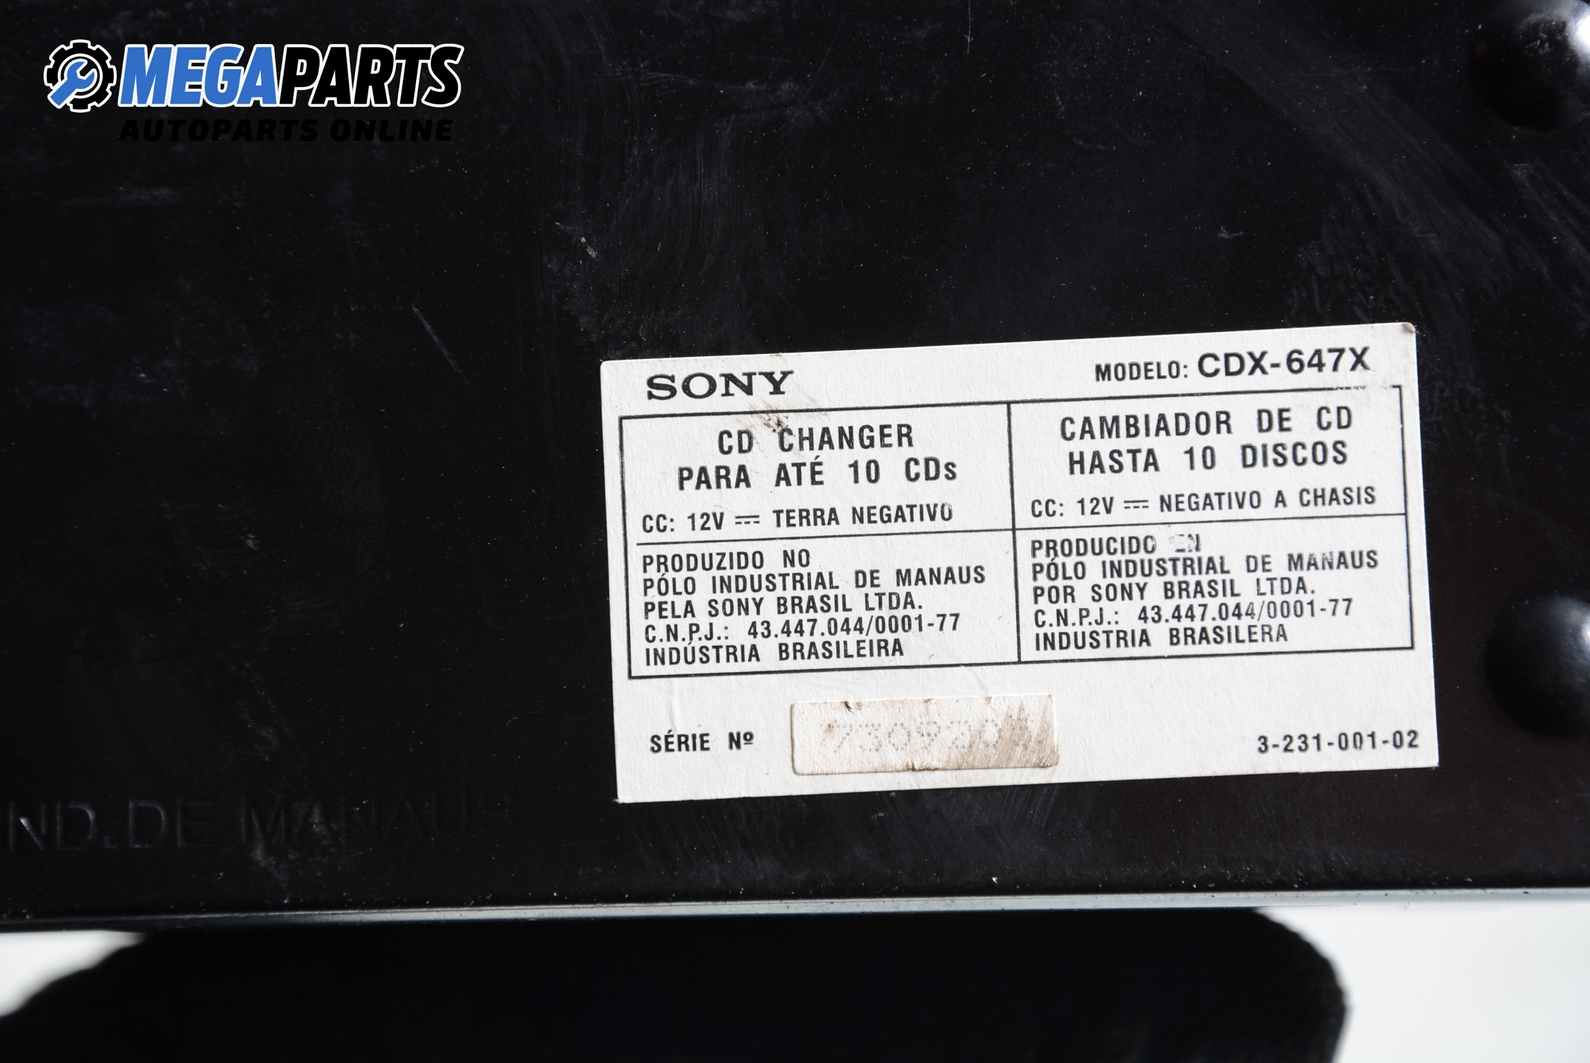 MEGAPARTS
AUTOPARTS ONLINE
SONY
MODELO: CDX-647X
CD CHANGER
PARA ATÉ 10 CDs
CC: 12V ⎓ TERRA NEGATIVO
CAMBIADOR DE CD
HASTA 10 DISCOS
CC: 12V ⎓ NEGATIVO A CHASIS
PRODUZIDO NO
PÓLO INDUSTRIAL DE MANAUS
PELA SONY BRASIL LTDA.
C.N.P.J.: 43.447.044/0001-77
INDÚSTRIA BRASILEIRA
PRODUCIDO EN
PÓLO INDUSTRIAL DE MANAUS
POR SONY BRASIL LTDA.
C.N.P.J.: 43.447.044/0001-77
INDUSTRIA BRASILERA
SÉRIE Nº
3-231-001-02
ND.DE MANAUS